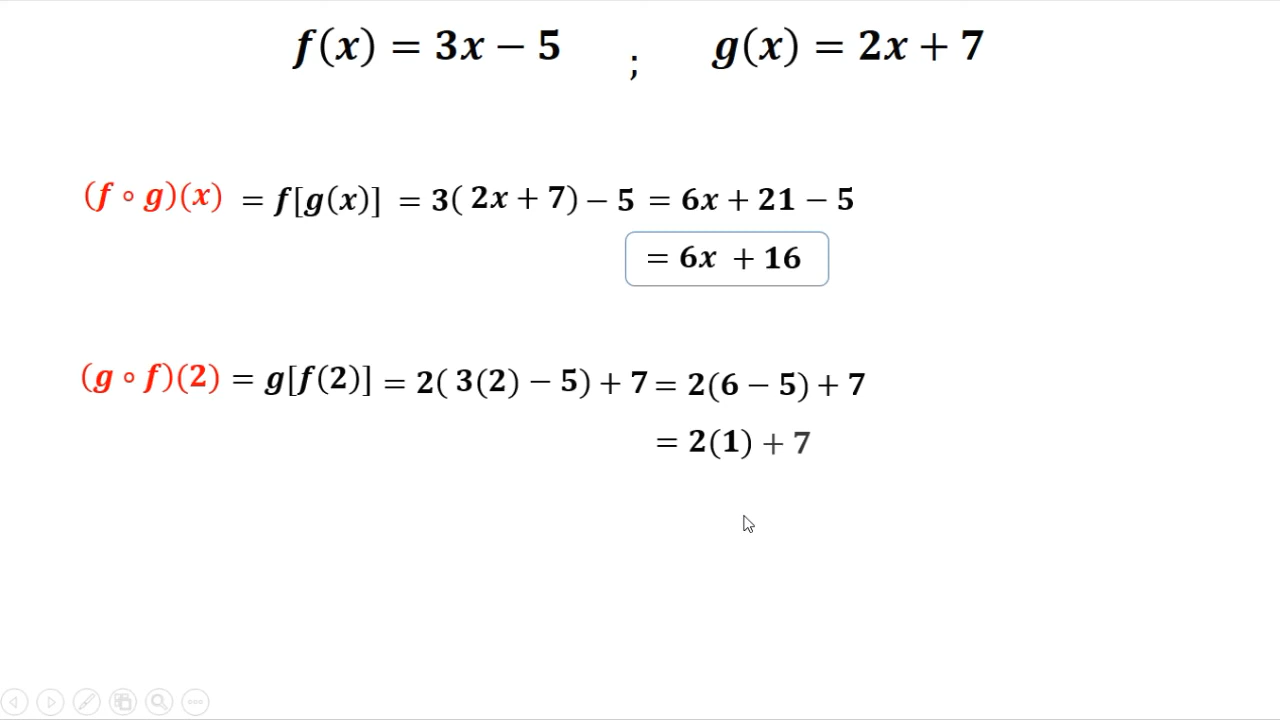 f(x) = 3x − 5 ; g(x) = 2x + 7
(f ∘ g)(x) = f[g(x)] = 3( 2x + 7) − 5 = 6x + 21 − 5
= 6x + 16
(g ∘ f)(2) = g[f(2)] = 2( 3(2) − 5) + 7 = 2(6 − 5) + 7
= 2(1) + 7